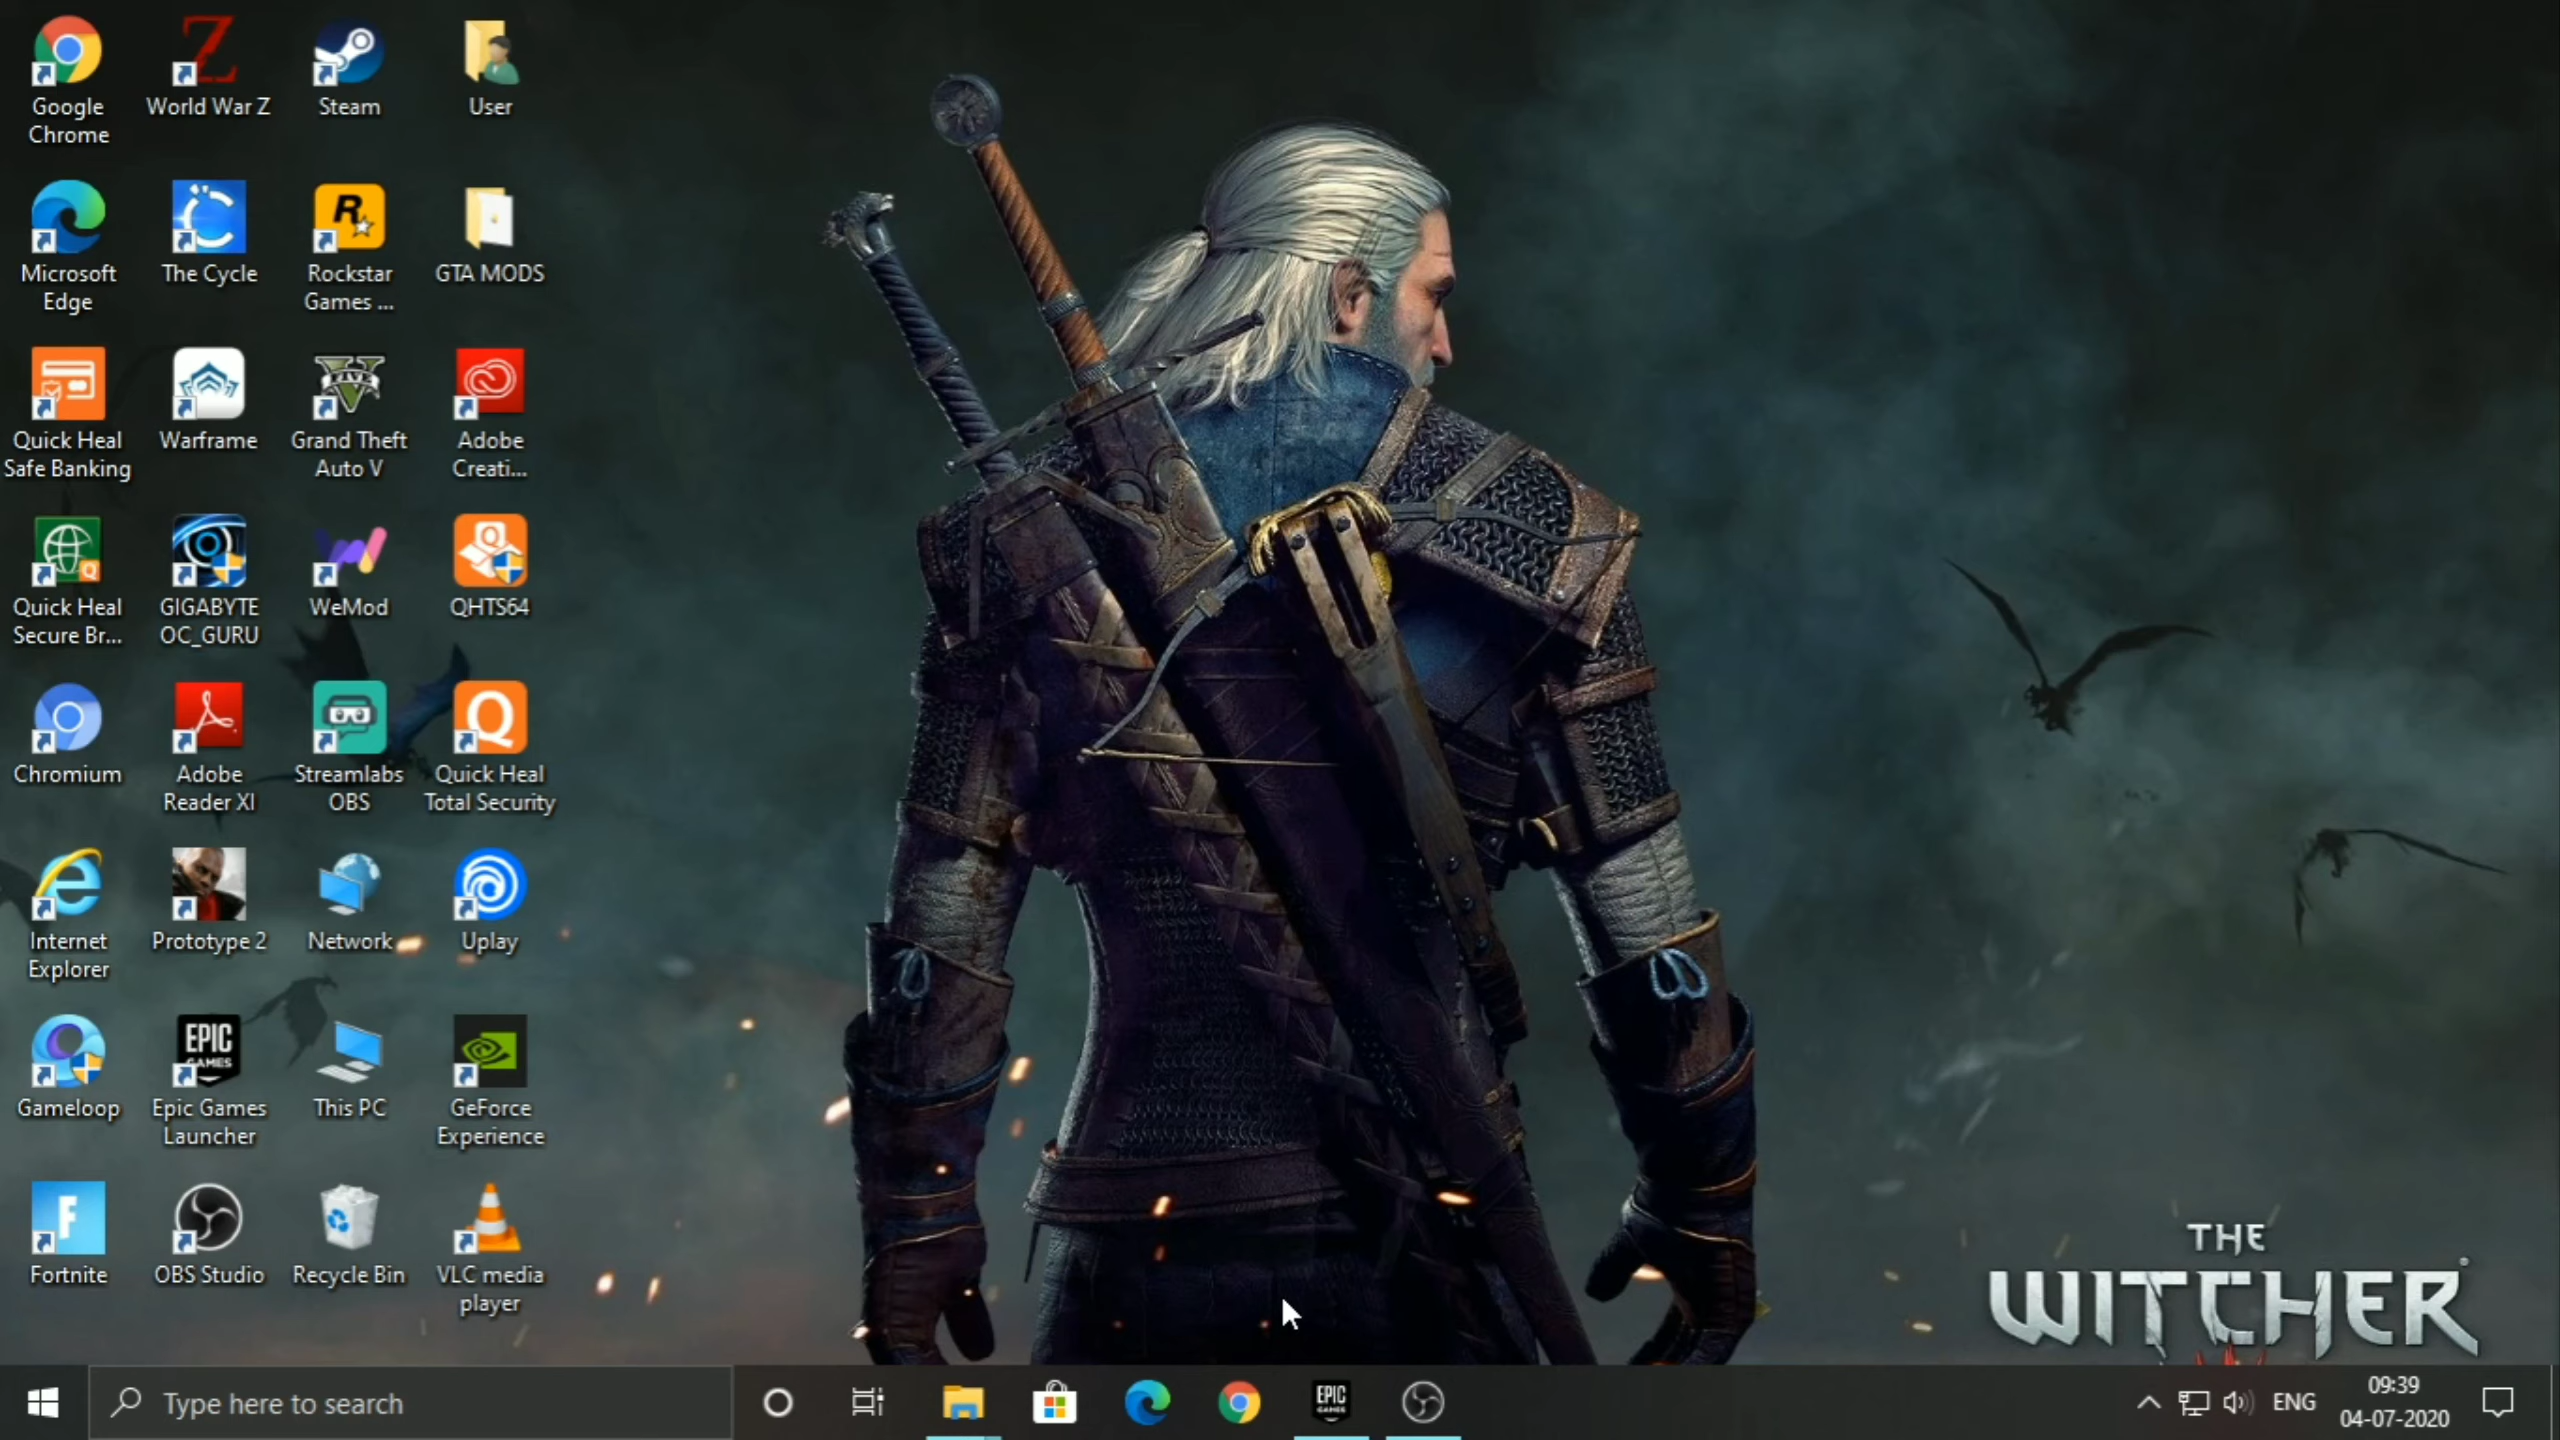 Google
Chrome
World War Z
Steam
User
Microsoft
Edge
The Cycle
Rockstar
Games ...
GTA MODS
Quick Heal
Safe Banking
Warframe
Grand Theft
Auto V
Adobe
Creati...
Quick Heal
Secure Br...
GIGABYTE
OC_GURU
WeMod
QHTS64
Chromium
Adobe
Reader XI
Streamlabs
OBS
Quick Heal
Total Security
Internet
Explorer
Prototype 2
Network
Uplay
EPIC
GAMES
Gameloop
Epic Games
Launcher
This PC
GeForce
Experience
Fortnite
OBS Studio
Recycle Bin
VLC media
player
THE
WITCHER
Type here to search
EPIC
GAMES
ENG
09:39
04-07-2020